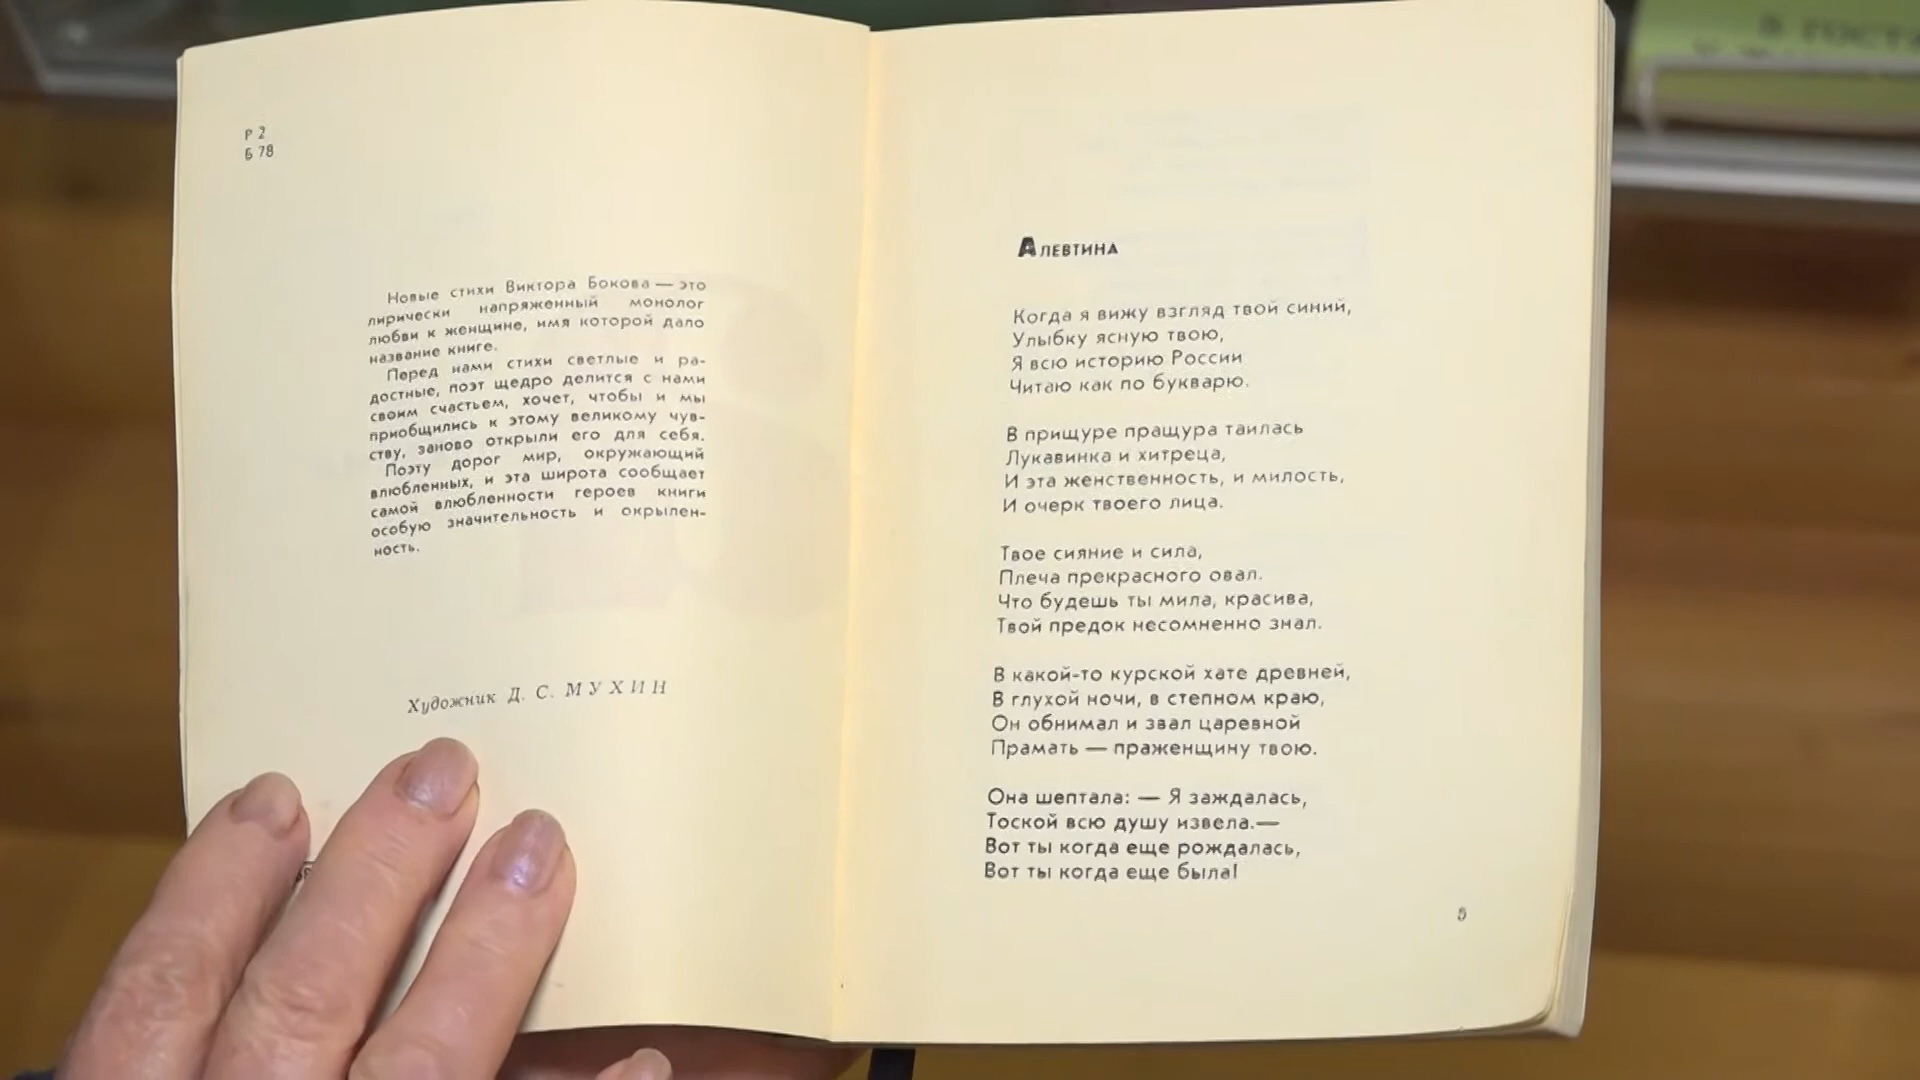 Р 2
Б 78
Новые стихи Виктора Бокова — это
лирически напряженный монолог
любви к женщине, имя которой дало
название книге.
Перед нами стихи светлые и ра-
достные, поэт щедро делится с нами
своим счастьем, хочет, чтобы и мы
приобщились к этому великому чув-
ству, заново открыли его для себя.
Поэту дорог мир, окружающий
влюбленных, и эта широта сообщает
самой влюбленности героев книги
особую значительность и окрылен-
ность.
Художник Д. С. МУХИН
АЛЕВТИНА
Когда я вижу взгляд твой синий,
Улыбку ясную твою,
Я всю историю России
Читаю как по букварю.
В прищуре пращура таилась
Лукавинка и хитреца,
И эта женственность, и милость,
И очерк твоего лица.
Твое сияние и сила,
Плеча прекрасного овал.
Что будешь ты мила, красива,
Твой предок несомненно знал.
В какой-то курской хате древней,
В глухой ночи, в степном краю,
Он обнимал и звал царевной
Прамать — праженщину твою.
Она шептала: — Я заждалась,
Тоской всю душу извела.—
Вот ты когда еще рождалась,
Вот ты когда еще была!
5
В ГОСТ